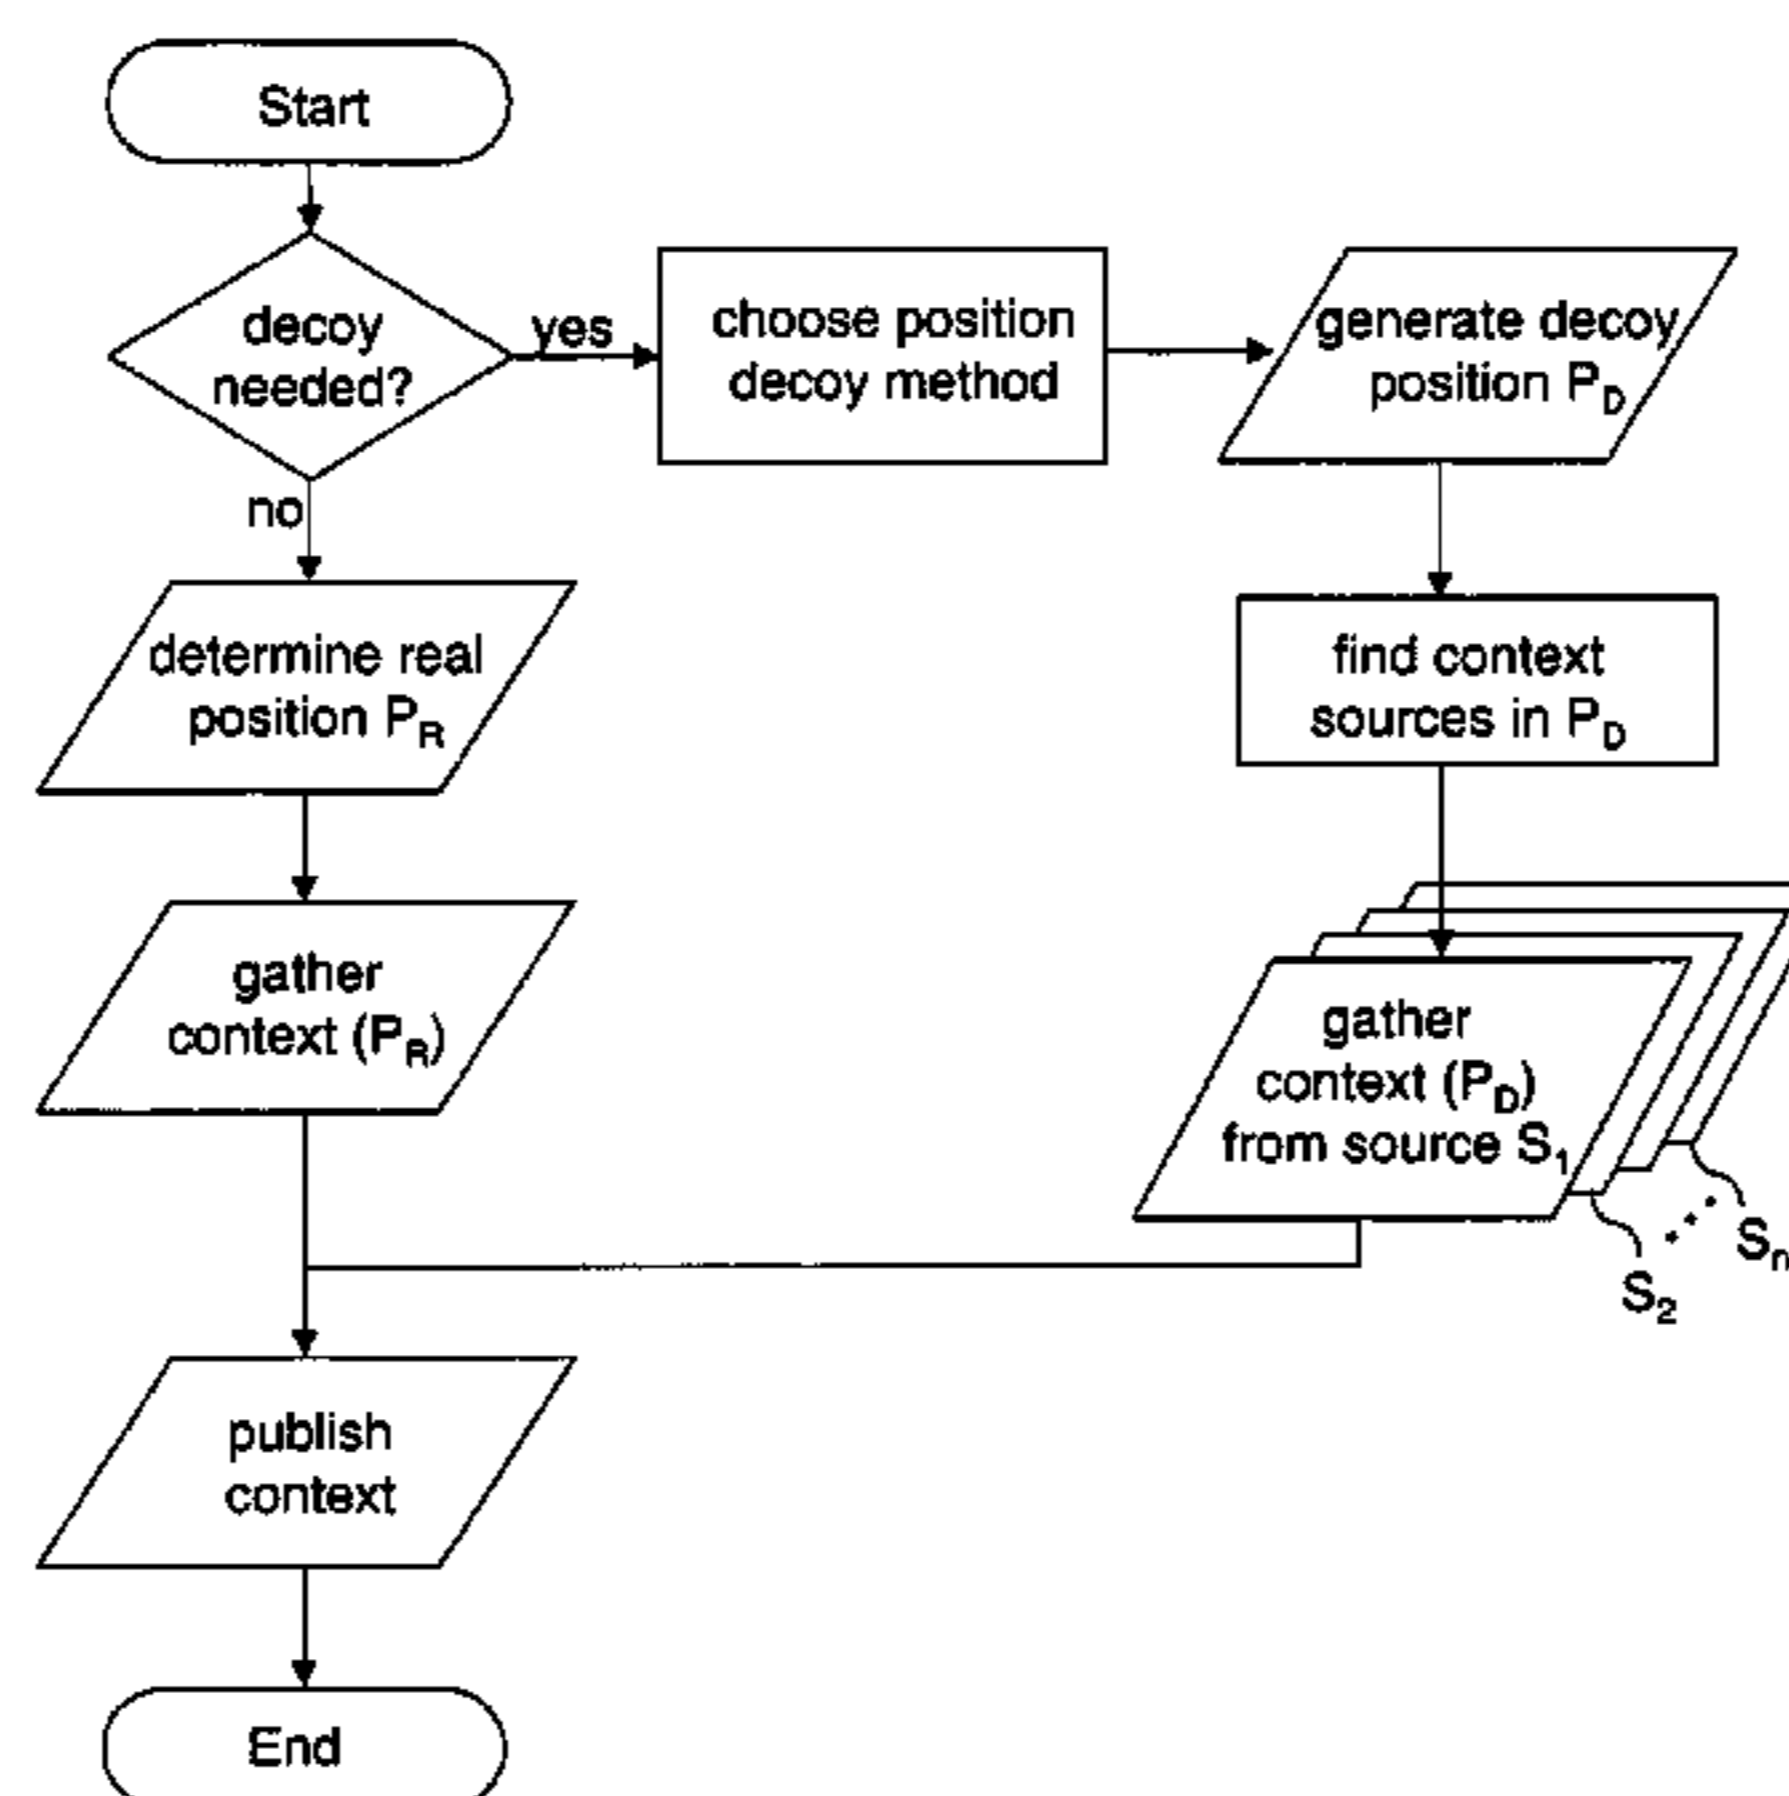 Start
decoy
needed?
yes
choose position
decoy method
generate decoy
position P_D
no
determine real
position P_R
find context
sources in P_D
gather
context (P_R)
gather
context (P_D)
from source S_1
S_2
S_n
publish
context
End